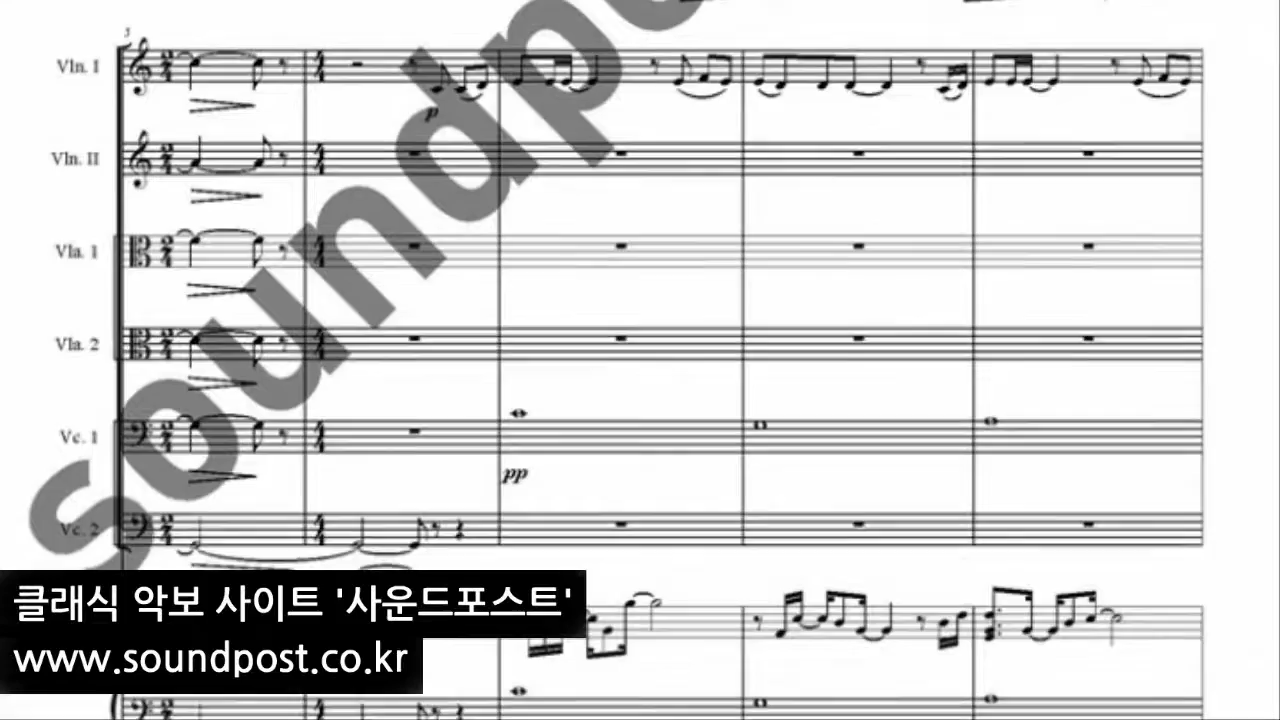 3
Vln. I
p
Vln. II
Vla. 1
Vla. 2
Vc. 1
pp
Vc. 2
soundpo
클래식 악보 사이트 '사운드포스트'
www.soundpost.co.kr